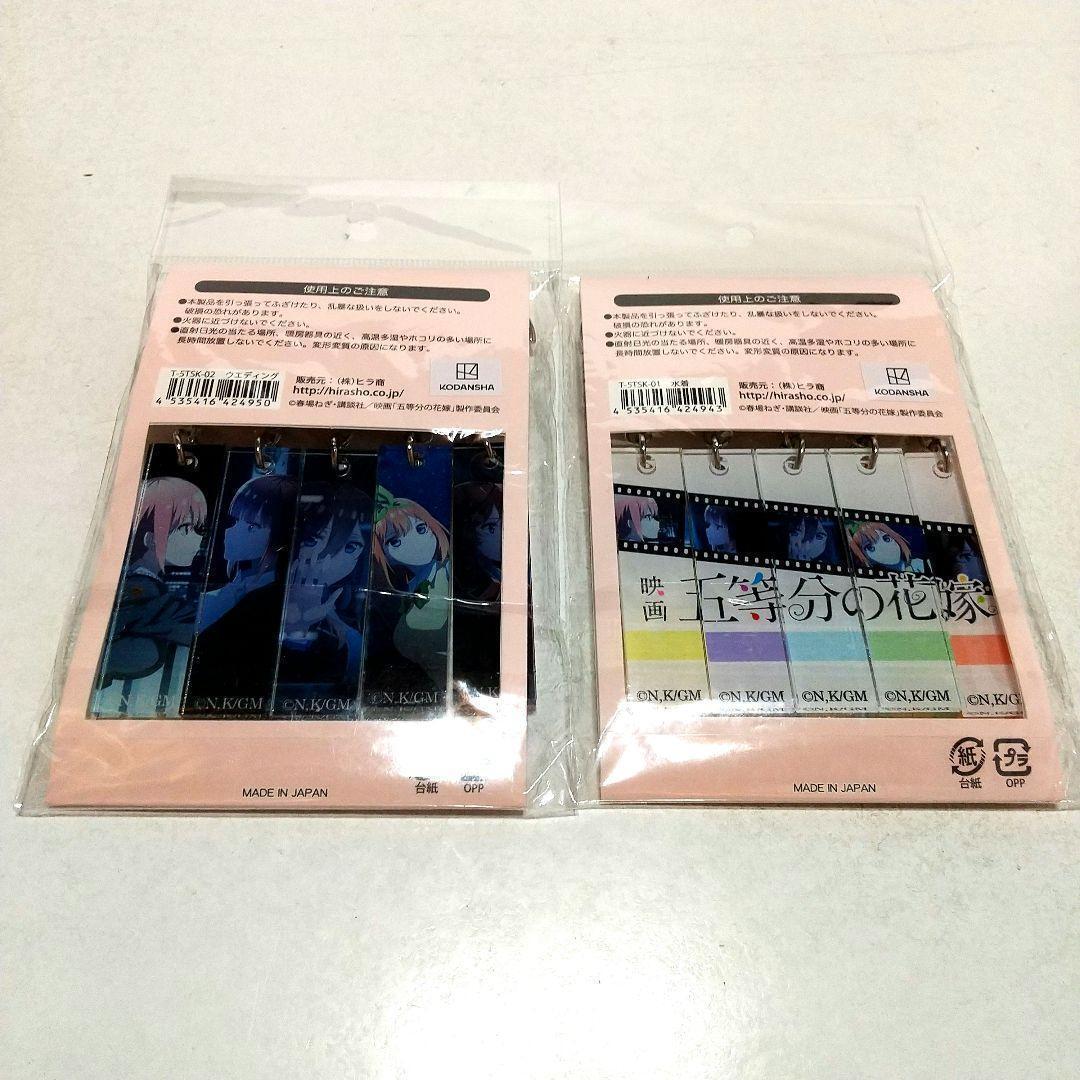 使用上のご注意
●本製品を引っ張ってふざけたり、乱暴な扱いをしないでください。
破損の恐れがあります。
●火器に近づけないでください。
●直射日光の当たる場所、暖房器具の近く、高温多湿やホコリの多い場所に
長時間放置しないでください。変形変質の原因になります。
T-5TSK-02 ウエディング
4 535416 424950
販売元：(株)ヒラ商
http://hirasho.co.jp/
KODANSHA
©春場ねぎ・講談社／映画「五等分の花嫁」製作委員会
©N,K/GM
©N,K/GM
©N,K/GM
©N,K/GM
台紙
OPP
MADE IN JAPAN
使用上のご注意
●本製品を引っ張ってふざけたり、乱暴な扱いをしないでください。
破損の恐れがあります。
●火器に近づけないでください。
●直射日光の当たる場所、暖房器具の近く、高温多湿やホコリの多い場所に
長時間放置しないでください。変形変質の原因になります。
T-5TSK-01 水着
4 535416 424943
販売元：(株)ヒラ商
http://hirasho.co.jp/
KODANSHA
©春場ねぎ・講談社／映画「五等分の花嫁」製作委員会
映画 五等分の花嫁
©N,K/GM
©N,K/GM
©N,K/GM
©N,K/GM
©N,K/G
紙
プラ
台紙
OPP
MADE IN JAPAN